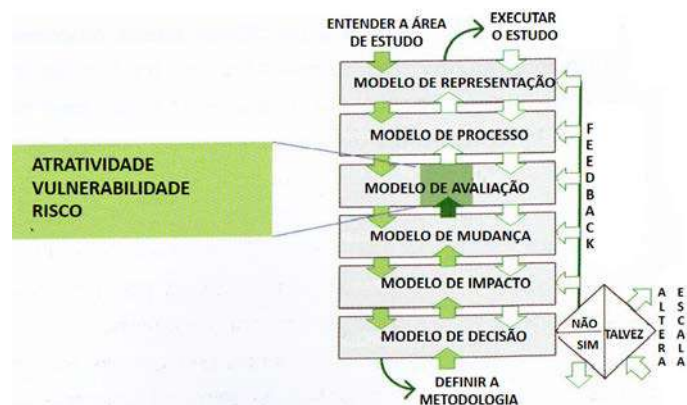 ENTENDER A ÁREA
DE ESTUDO
EXECUTAR
O ESTUDO
MODELO DE REPRESENTAÇÃO
MODELO DE PROCESSO
ATRATIVIDADE
VULNERABILIDADE
RISCO
MODELO DE AVALIAÇÃO
MODELO DE MUDANÇA
MODELO DE IMPACTO
MODELO DE DECISÃO
FEEDBACK
NÃO
SIM
TALVEZ
ALTERA
ESCALA
DEFINIR A
METODOLOGIA